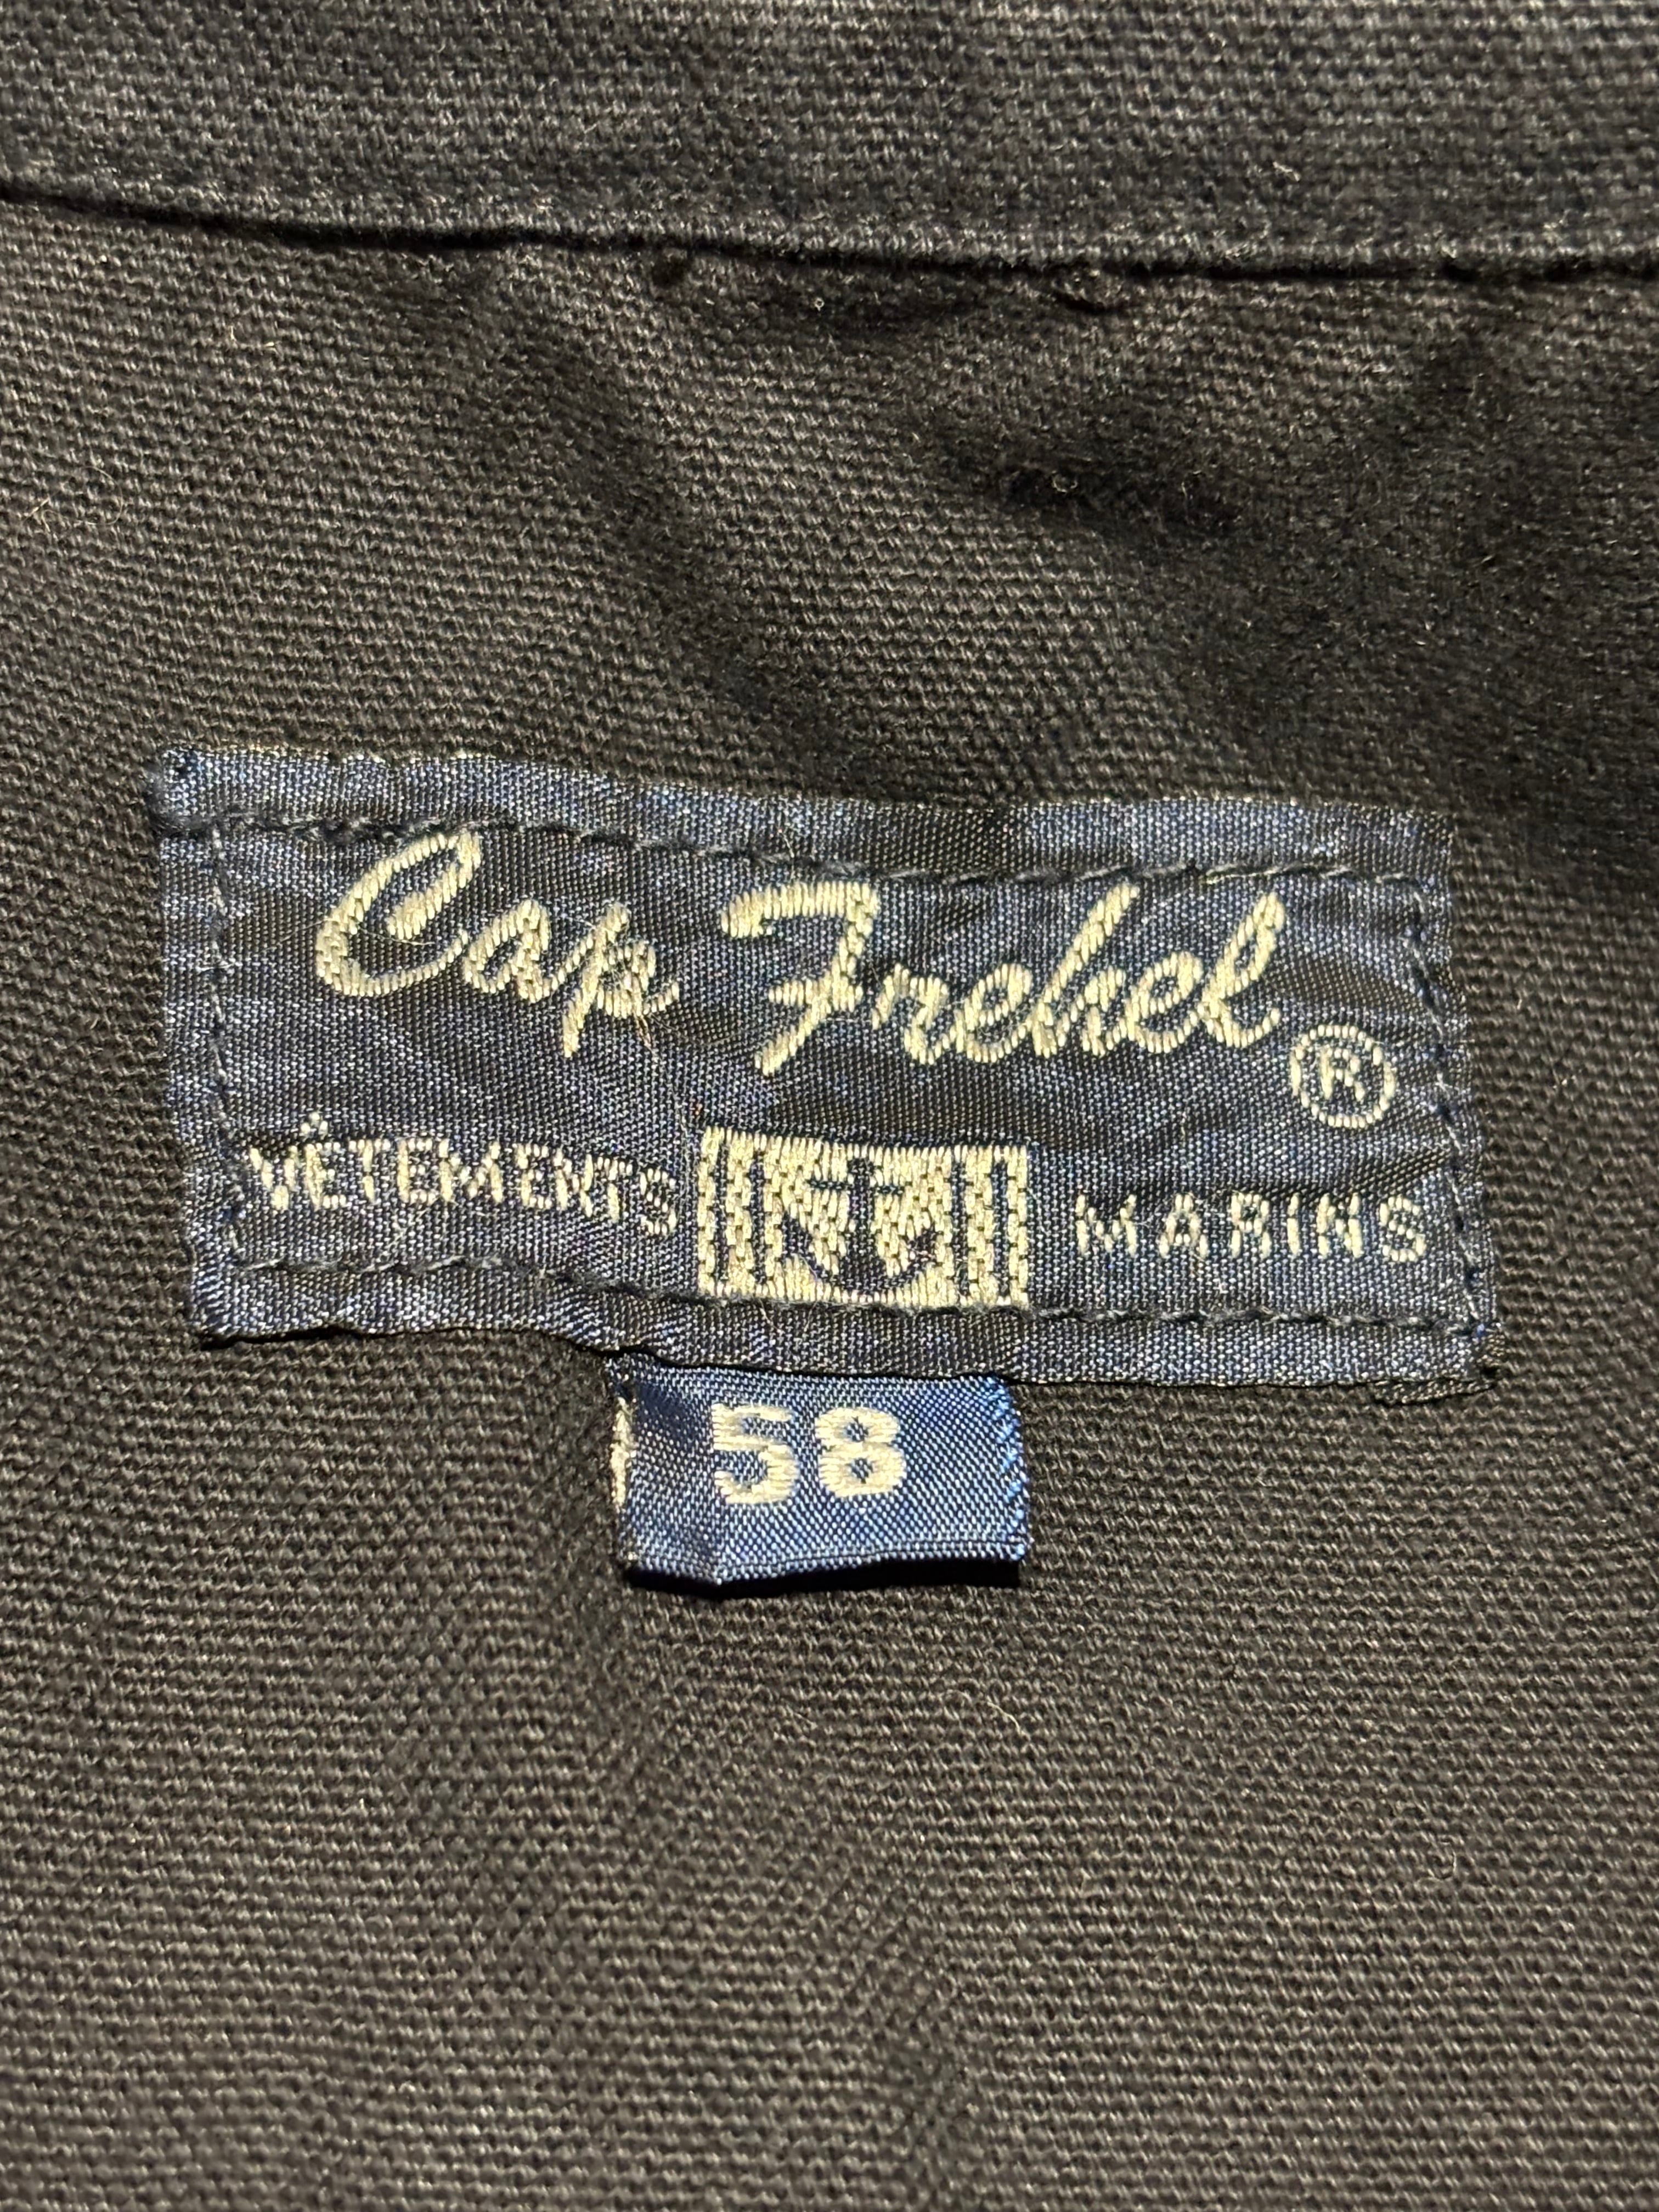 Cap Frehel ®
VÊTEMENTS MARINS
58